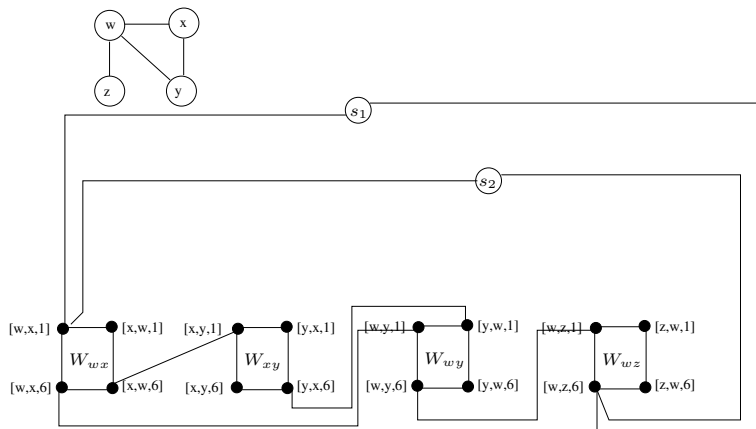 w x
z y
s1
s2
[w,x,1] [x,w,1] [x,y,1] [y,x,1] [w,y,1] [y,w,1] [w,z,1] [z,w,1]
Wwx Wxy Wwy Wwz
[w,x,6] [x,w,6] [x,y,6] [y,x,6] [w,y,6] [y,w,6] [w,z,6] [z,w,6]